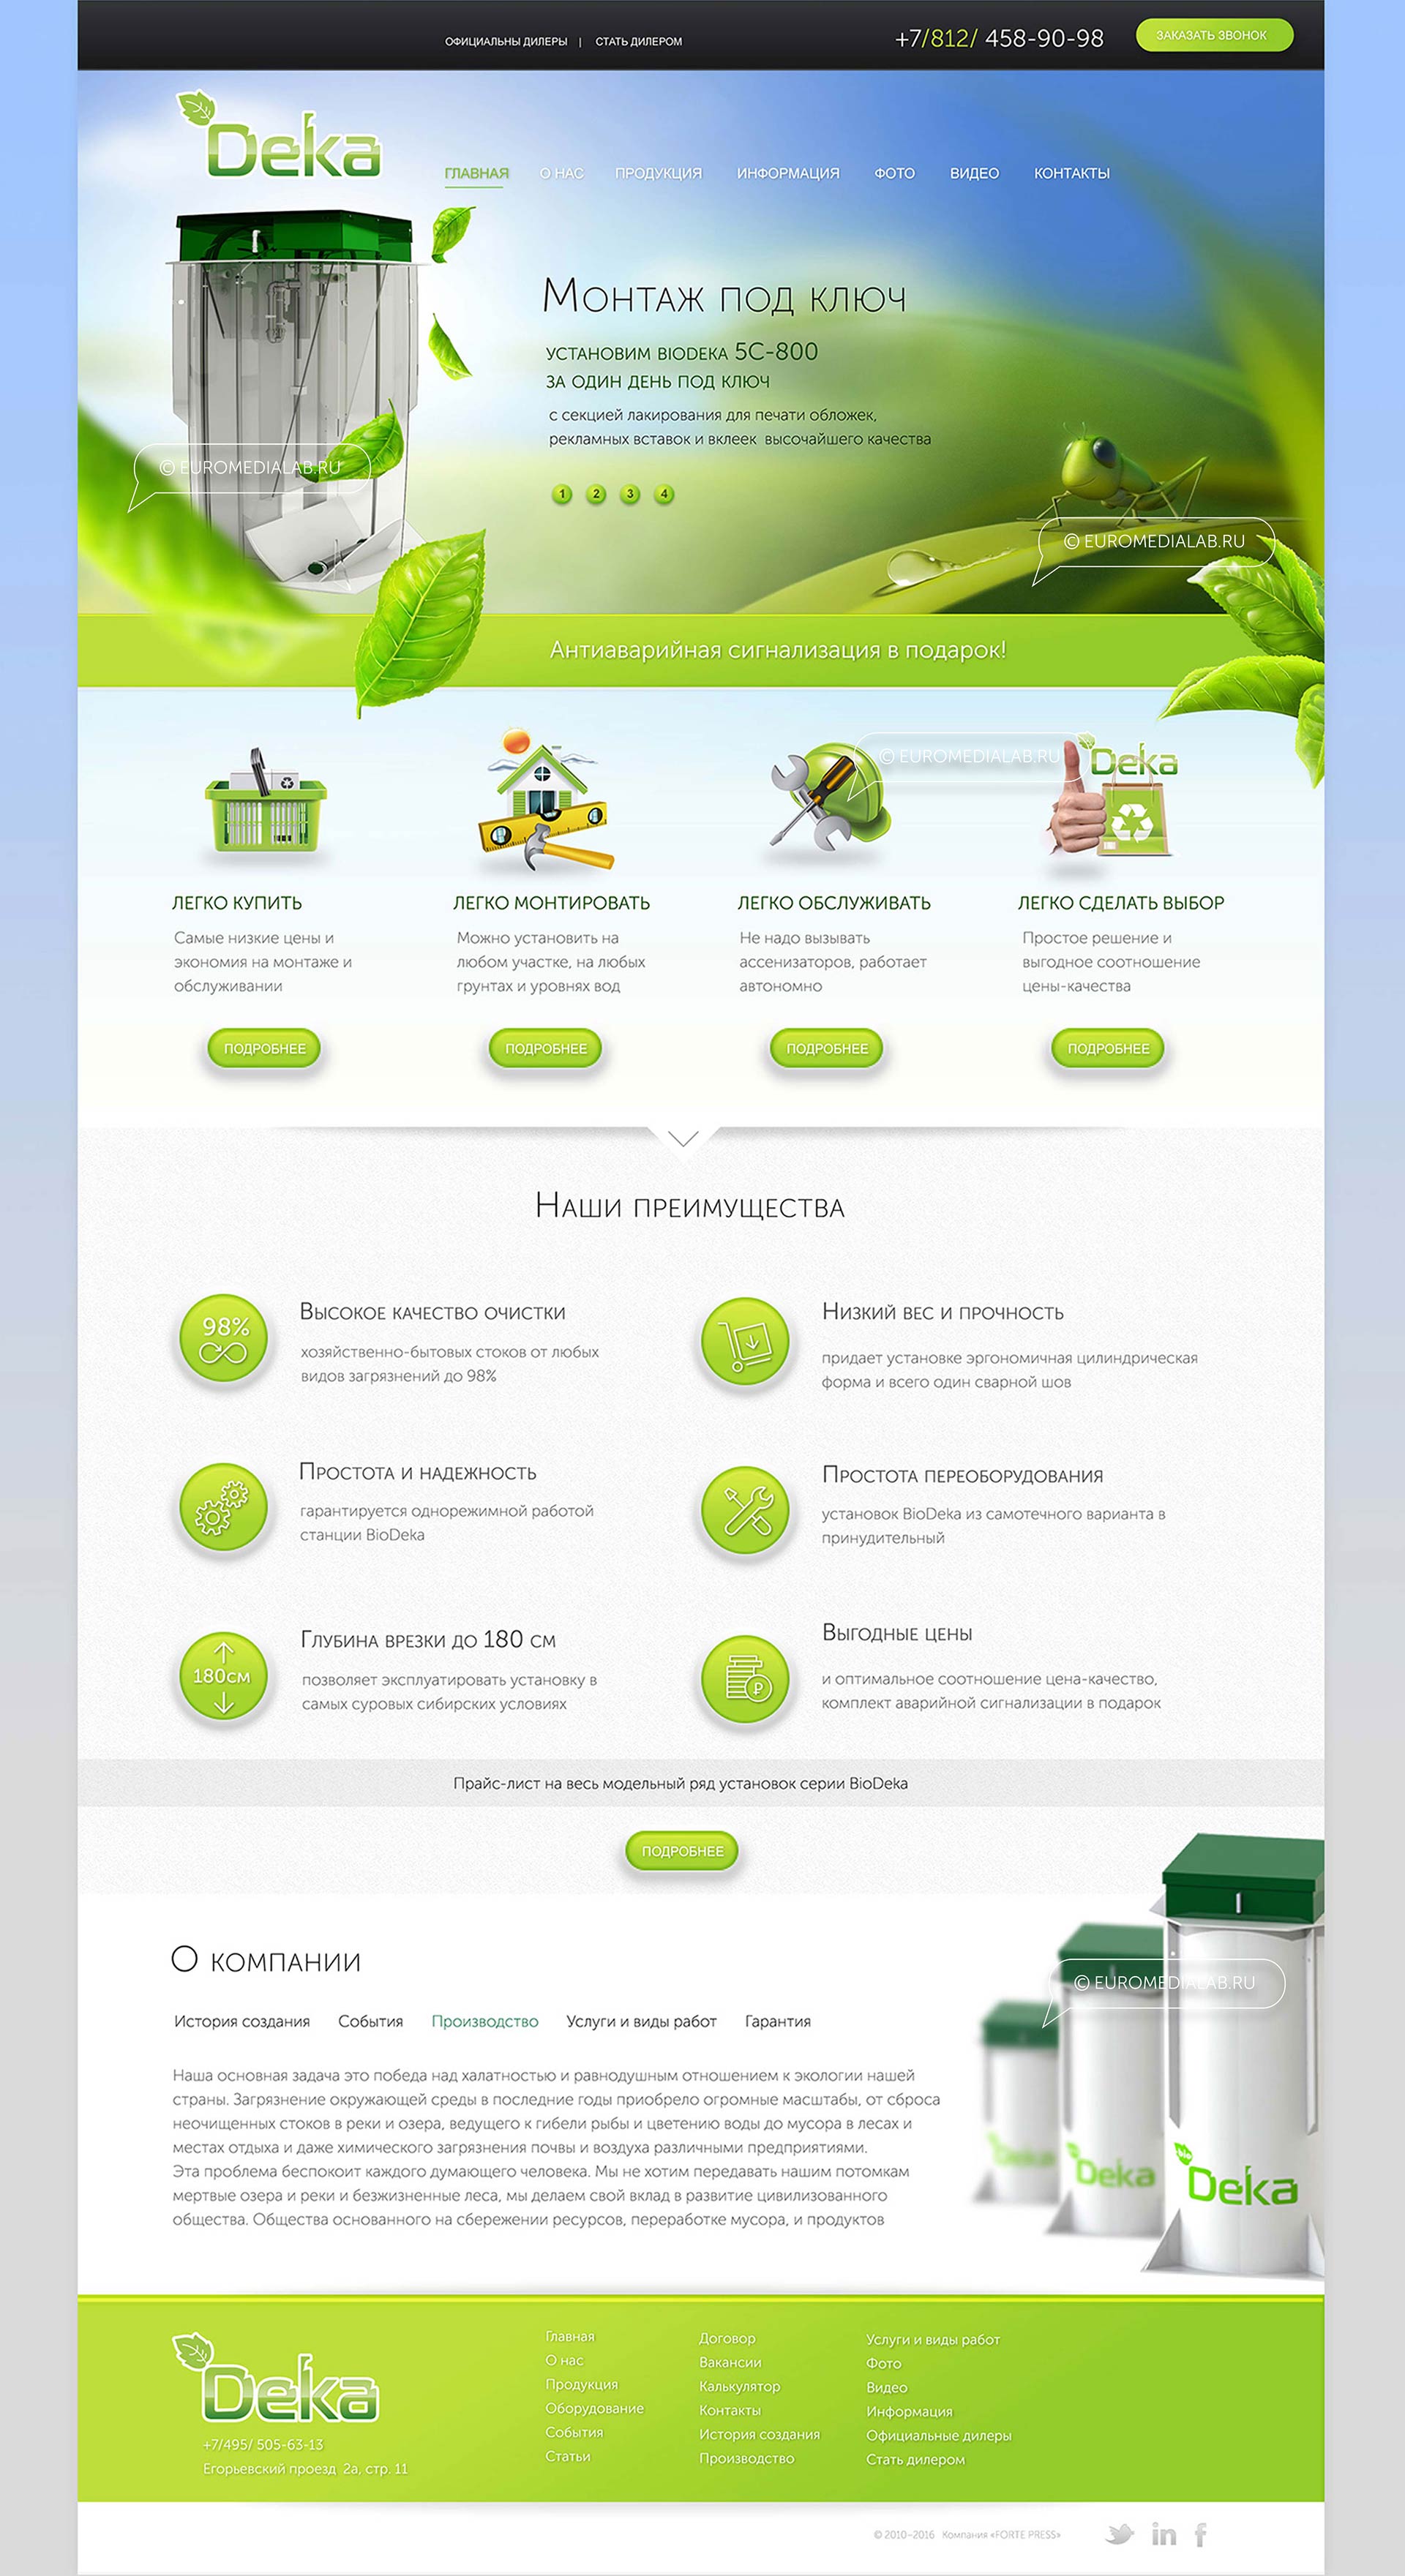 ОФИЦИАЛЬНЫ ДИЛЕРЫ | СТАТЬ ДИЛЕРОМ
+7/812/ 458-90-98
ЗАКАЗАТЬ ЗВОНОК
Deka
ГЛАВНАЯ О НАС ПРОДУКЦИЯ ИНФОРМАЦИЯ ФОТО ВИДЕО КОНТАКТЫ
Монтаж под ключ
установим biodeka 5С-800
за один день под ключ
с секцией лакирования для печати обложек,
рекламных вставок и вклеек высочайшего качества
© EUROMEDIALAB.RU
1 2 3 4
© EUROMEDIALAB.RU
Антиаварийная сигнализация в подарок!
© EUROMEDIALAB.RU
Deka
ЛЕГКО КУПИТЬ
Самые низкие цены и
экономия на монтаже и
обслуживании
ПОДРОБНЕЕ
ЛЕГКО МОНТИРОВАТЬ
Можно установить на
любом участке, на любых
грунтах и уровнях вод
ПОДРОБНЕЕ
ЛЕГКО ОБСЛУЖИВАТЬ
Не надо вызывать
ассенизаторов, работает
автономно
ПОДРОБНЕЕ
ЛЕГКО СДЕЛАТЬ ВЫБОР
Простое решение и
выгодное соотношение
цены-качества
ПОДРОБНЕЕ
Наши преимущества
98%
Высокое качество очистки
хозяйственно-бытовых стоков от любых
видов загрязнений до 98%
Низкий вес и прочность
придает установке эргономичная цилиндрическая
форма и всего один сварной шов
Простота и надежность
гарантируется однорежимной работой
станции BioDeka
Простота переоборудования
установок BioDeka из самотечного варианта в
принудительный
180см
Глубина врезки до 180 см
позволяет эксплуатировать установку в
самых суровых сибирских условиях
Выгодные цены
и оптимальное соотношение цена-качество,
комплект аварийной сигнализации в подарок
Прайс-лист на весь модельный ряд установок серии BioDeka
ПОДРОБНЕЕ
О компании
© EUROMEDIALAB.RU
История создания События Производство Услуги и виды работ Гарантия
Наша основная задача это победа над халатностью и равнодушным отношением к экологии нашей
страны. Загрязнение окружающей среды в последние годы приобрело огромные масштабы, от сброса
неочищенных стоков в реки и озера, ведущего к гибели рыбы и цветению воды до мусора в лесах и
местах отдыха и даже химического загрязнения почвы и воздуха различными предприятиями.
Эта проблема беспокоит каждого думающего человека. Мы не хотим передавать нашим потомкам
мертвые озера и реки и безжизненные леса, мы делаем свой вклад в развитие цивилизованного
общества. Общества основанного на сбережении ресурсов, переработке мусора, и продуктов
Deka
Deka
bio
Deka
Deka
+7/495/ 505-63-13
Егорьевский проезд 2а, стр. 11
Главная
О нас
Продукция
Оборудование
События
Статьи
Договор
Вакансии
Калькулятор
Контакты
История создания
Производство
Услуги и виды работ
Фото
Видео
Информация
Официальные дилеры
Стать дилером
© 2010-2016 Компания «FORTE PRESS»
in
f